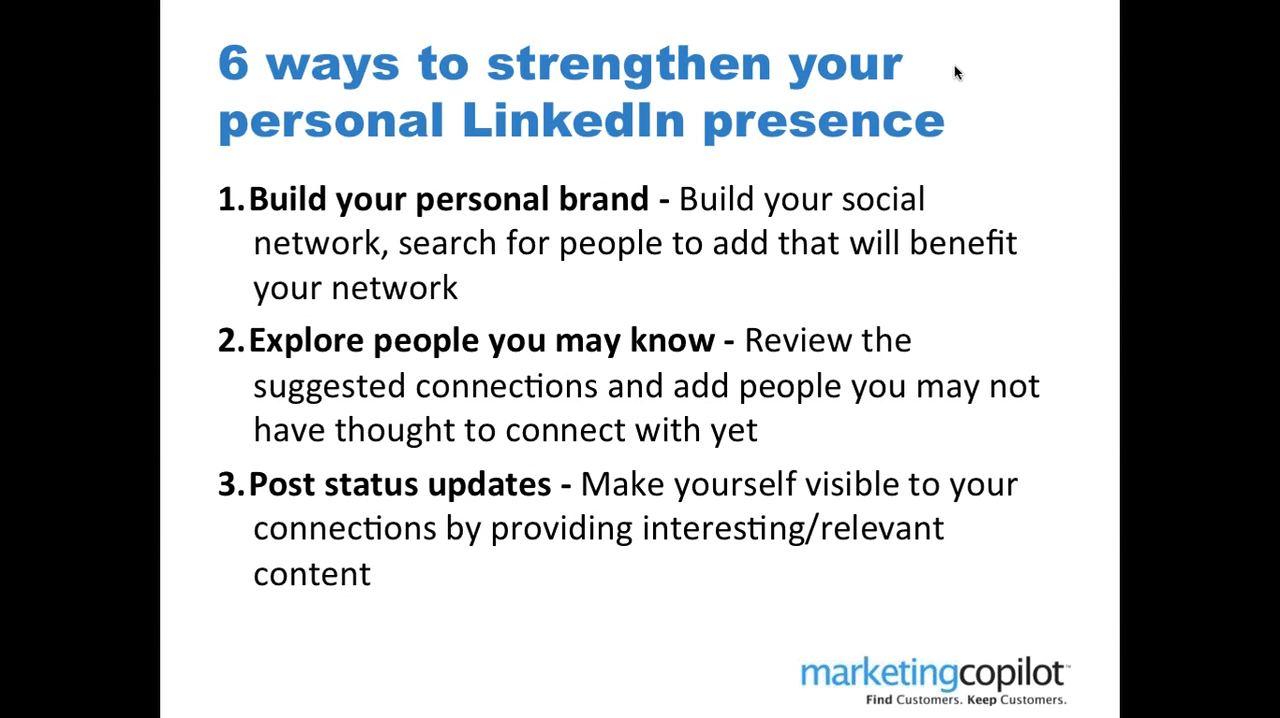 6 ways to strengthen your
personal LinkedIn presence
1. Build your personal brand - Build your social
network, search for people to add that will benefit
your network
2. Explore people you may know - Review the
suggested connections and add people you may not
have thought to connect with yet
3. Post status updates - Make yourself visible to your
connections by providing interesting/relevant
content
marketingcopilot™
Find Customers. Keep Customers.